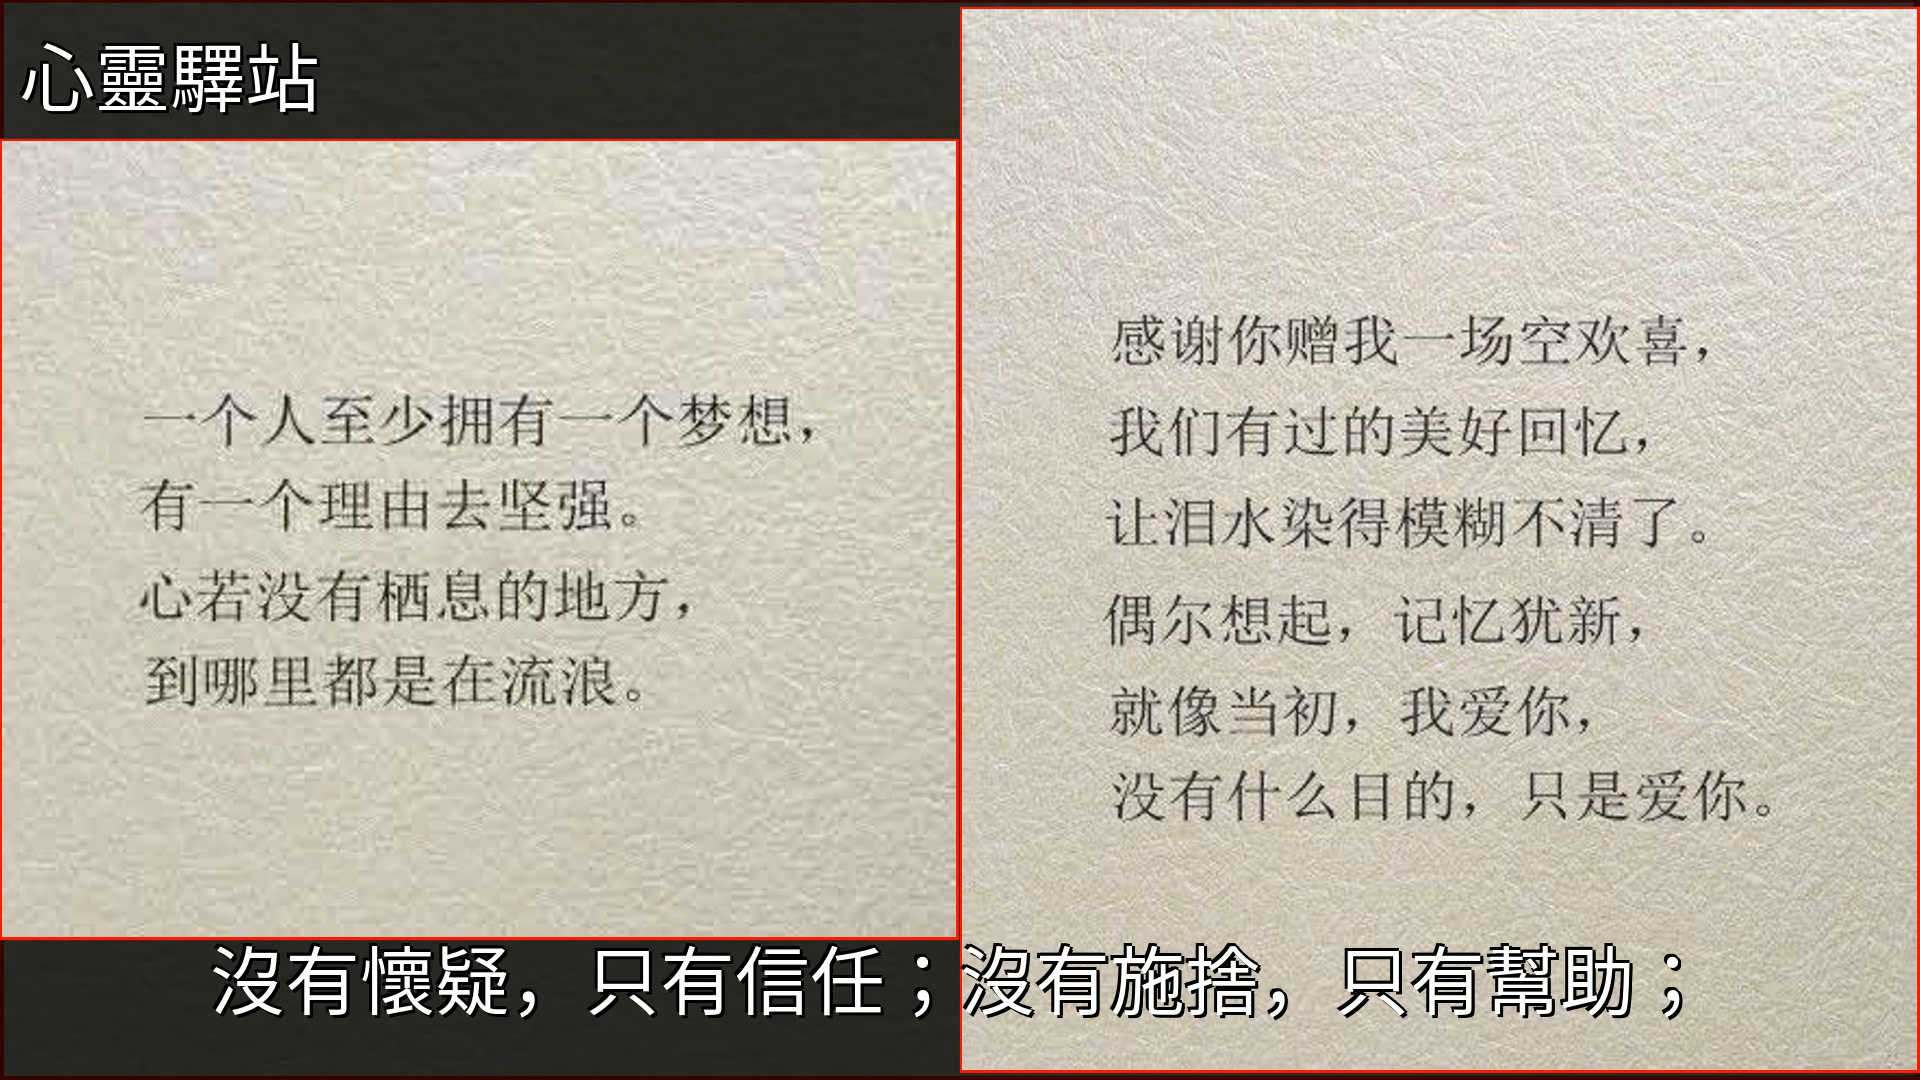 心靈驛站
一个人至少拥有一个梦想，
有一个理由去坚强。
心若没有栖息的地方，
到哪里都是在流浪。
感谢你赠我一场空欢喜，
我们有过的美好回忆，
让泪水染得模糊不清了。
偶尔想起，记忆犹新，
就像当初，我爱你，
没有什么目的，只是爱你。
沒有懷疑，只有信任；沒有施捨，只有幫助；